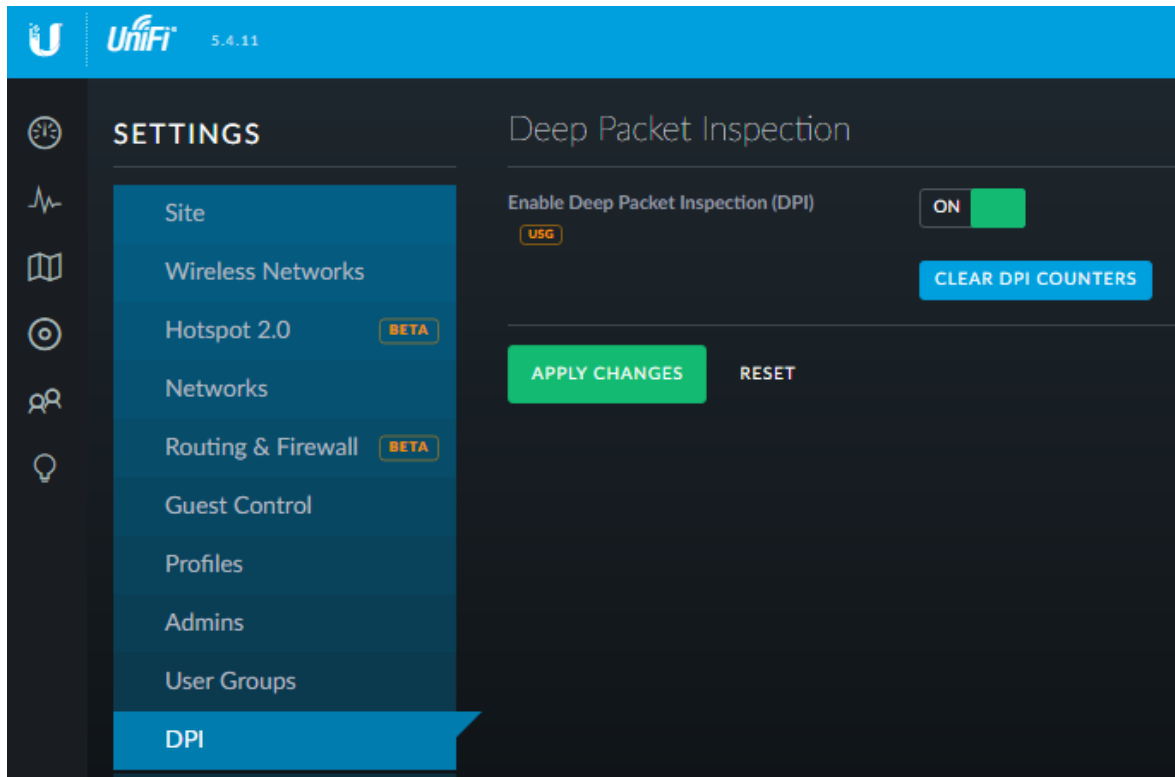 UniFi 5.4.11
SETTINGS
Site
Wireless Networks
Hotspot 2.0 BETA
Networks
Routing & Firewall BETA
Guest Control
Profiles
Admins
User Groups
DPI
Deep Packet Inspection
Enable Deep Packet Inspection (DPI) ON
USG
CLEAR DPI COUNTERS
APPLY CHANGES RESET